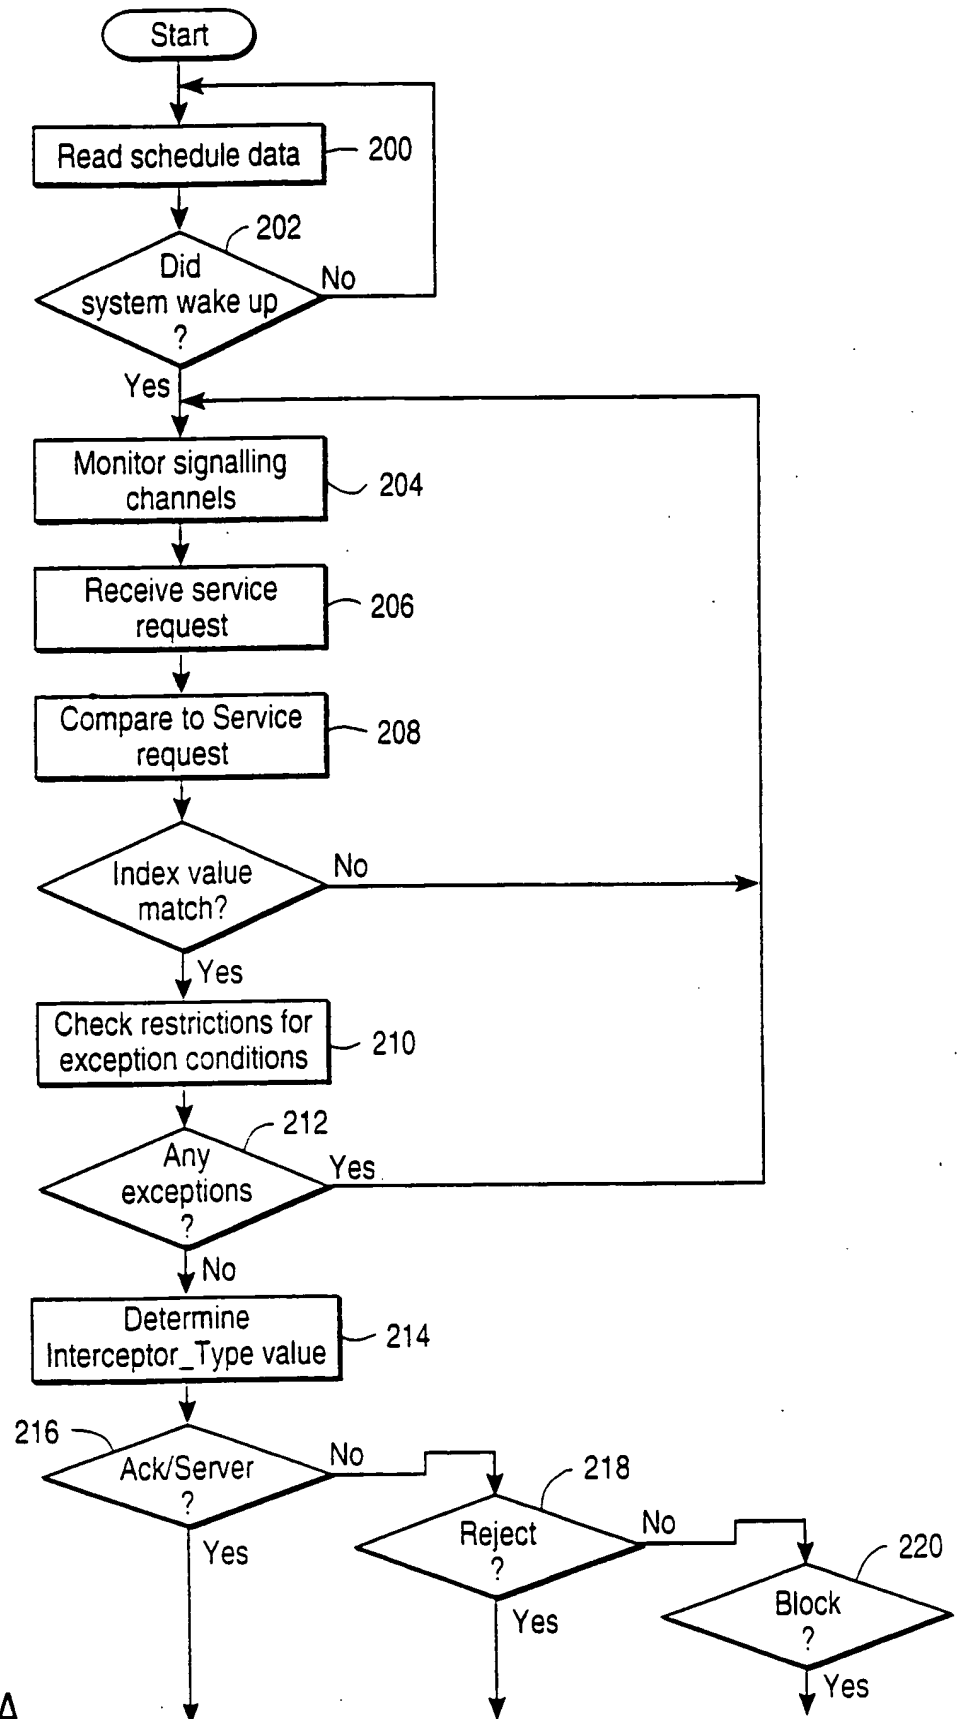 Start
Read schedule data
200
202
Did
system wake up
?
No
Yes
Monitor signalling
channels
204
Receive service
request
206
Compare to Service
request
208
Index value
match?
No
Yes
Check restrictions for
exception conditions
210
212
Any
exceptions
?
Yes
No
Determine
Interceptor_Type value
214
216
Ack/Server
?
No
Yes
218
Reject
?
No
Yes
220
Block
?
Yes